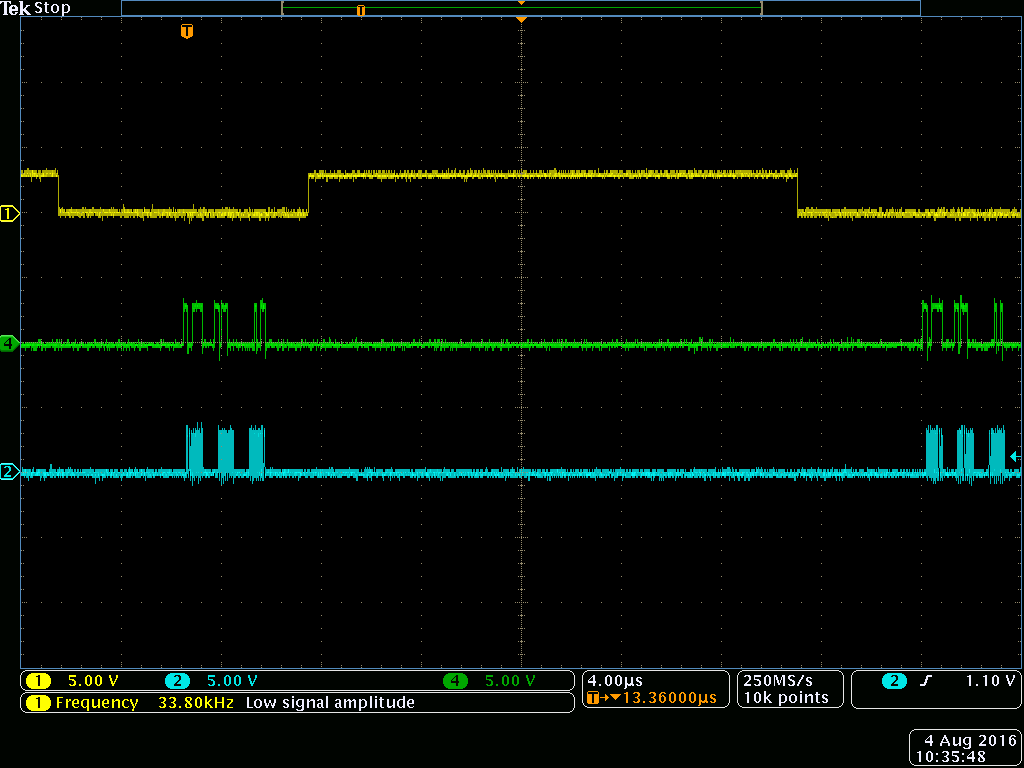 Tek Stop
T
T
1
4
2
1 5.00 V 2 5.00 V 4 5.00 V
4.00µs
T→▼13.36000µs
250MS/s
10k points
2 1.10 V
1 Frequency 33.80kHz Low signal amplitude
4 Aug 2016
10:35:48